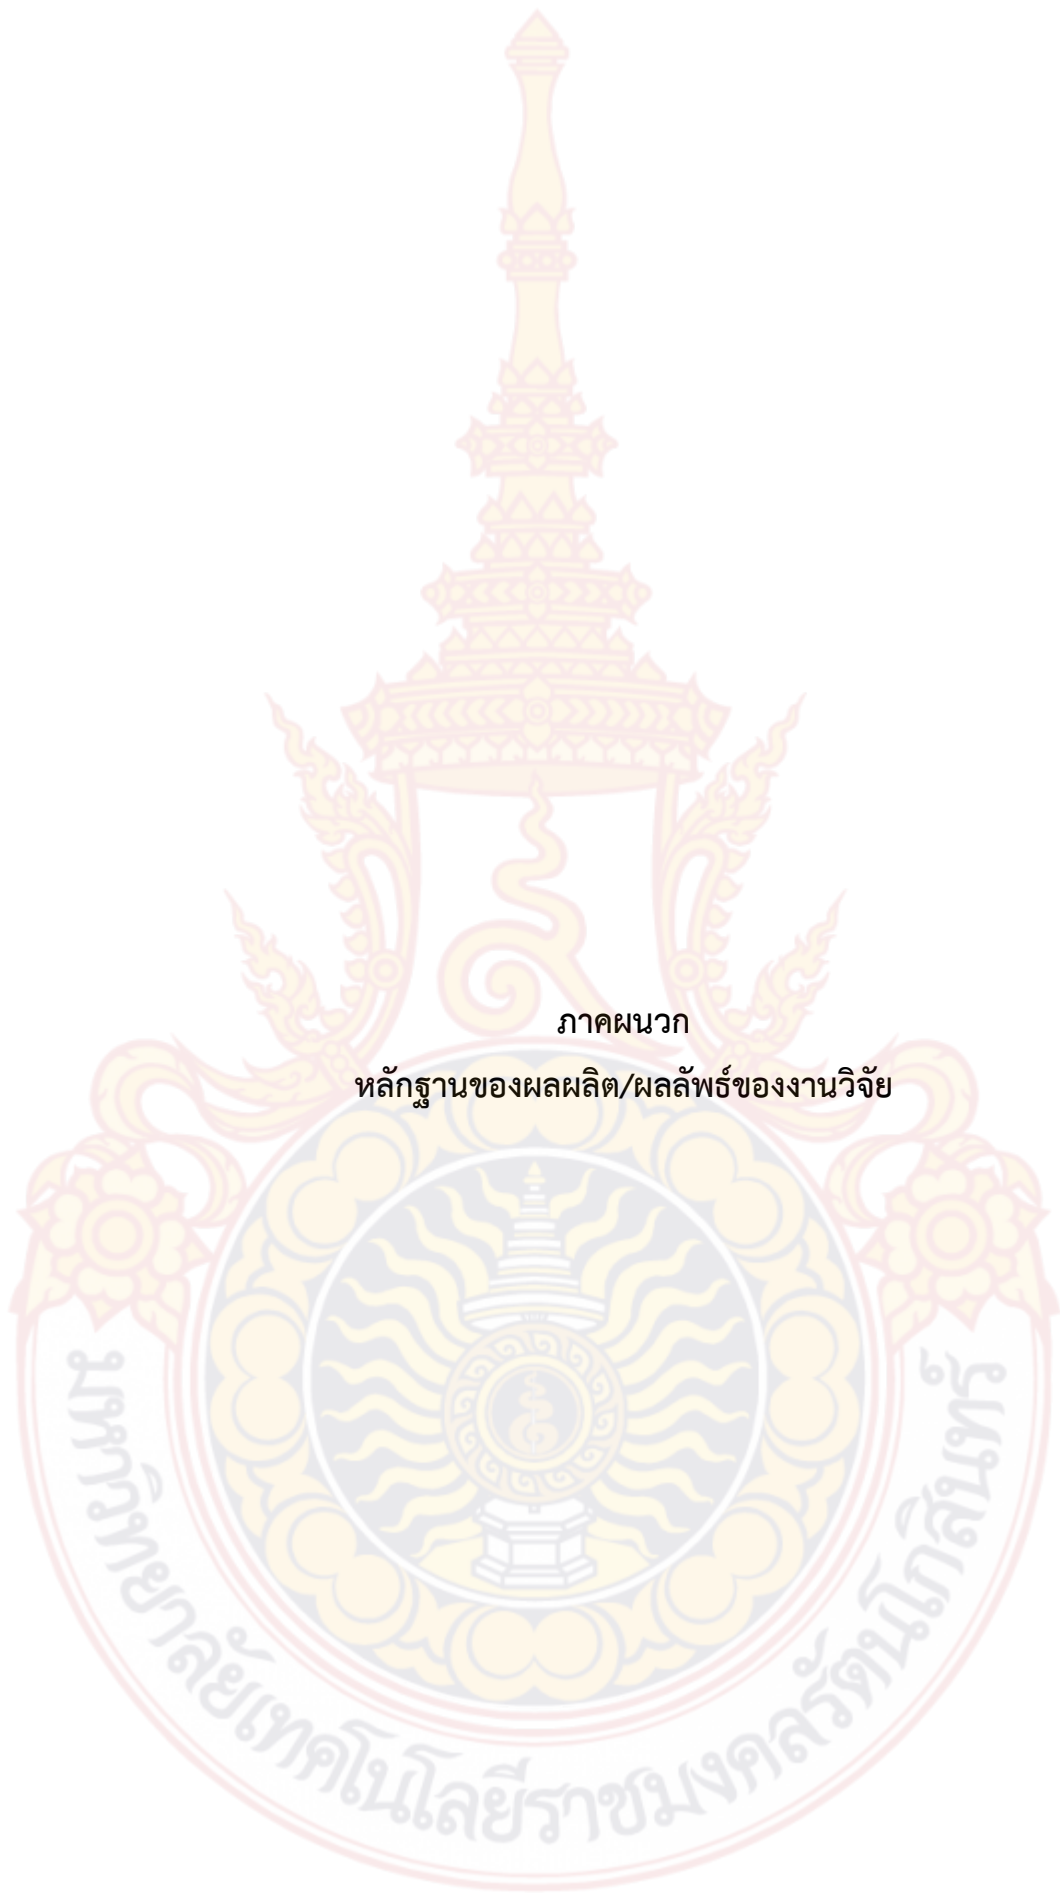 ภาคผนวก
หลักฐานของผลผลิต/ผลลัพธ์ของงานวิจัย
มหาวิทยาลัยเทคโนโลยีราชมงคลรัตนโกสินทร์